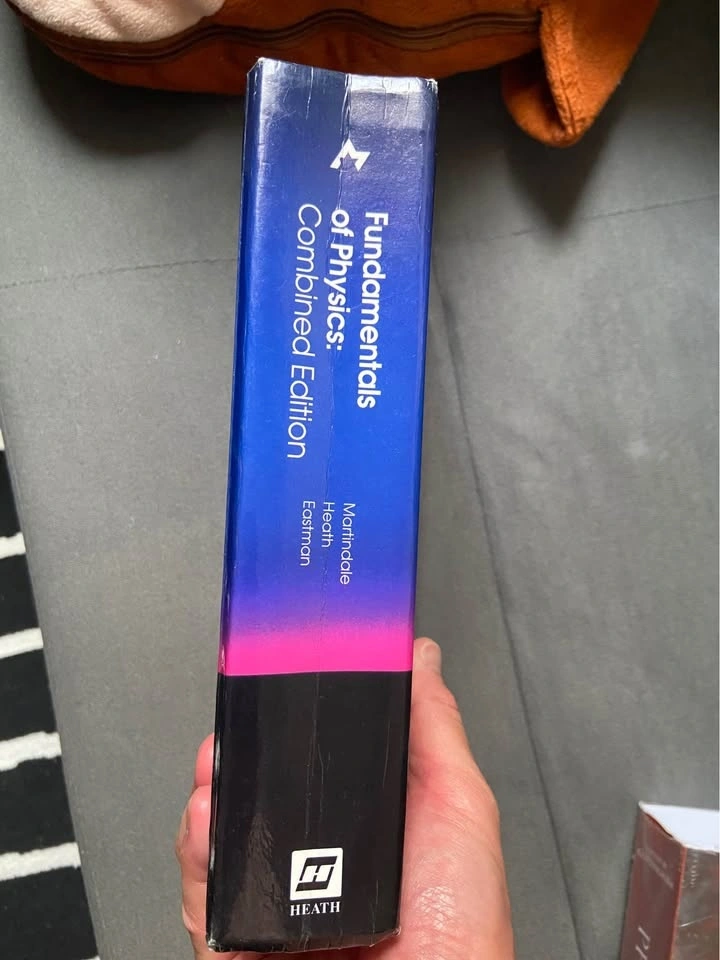 Fundamentals
of Physics:
Combined Edition
Martindale
Heath
Eastman
HEATH